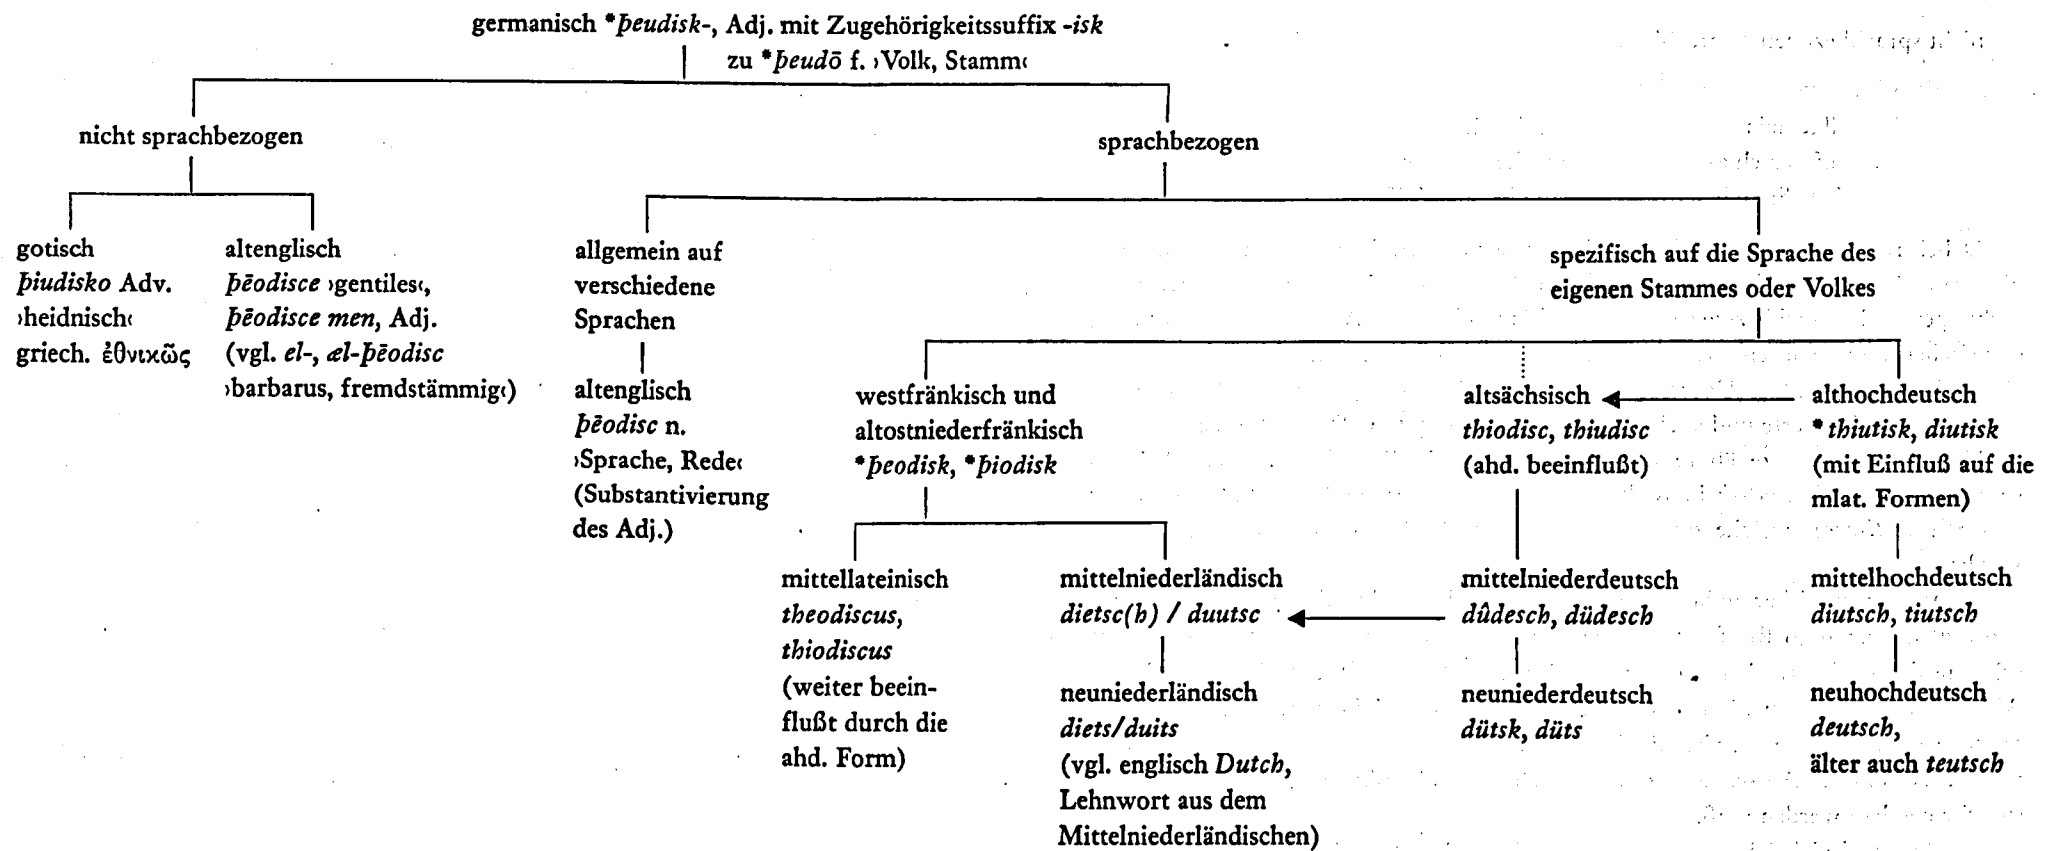 germanisch *þeudisk-, Adj. mit Zugehörigkeitssuffix -isk
zu *þeudō f. ›Volk, Stamm‹
nicht sprachbezogen
sprachbezogen
gotisch
þiudisko Adv.
›heidnisch‹
griech. ἐθνικῶς
altenglisch
þēodisce ›gentiles‹,
þēodisce men, Adj.
(vgl. el-, æl-þēodisc
›barbarus, fremdstämmig‹)
allgemein auf
verschiedene
Sprachen
altenglisch
þēodisc n.
›Sprache, Rede‹
(Substantivierung
des Adj.)
spezifisch auf die Sprache des
eigenen Stammes oder Volkes
westfränkisch und
altostniederfränkisch
*þeodisk, *þiodisk
mittellateinisch
theodiscus,
thiodiscus
(weiter beein-
flußt durch die
ahd. Form)
mittelniederländisch
dietsc(h) / duutsc
neuniederländisch
diets/duits
(vgl. englisch Dutch,
Lehnwort aus dem
Mittelniederländischen)
altsächsisch
thiodisc, thiudisc
(ahd. beeinflußt)
mittelniederdeutsch
dûdesch, düdesch
neuniederdeutsch
dütsk, düts
althochdeutsch
*thiutisk, diutisk
(mit Einfluß auf die
mlat. Formen)
mittelhochdeutsch
diutsch, tiutsch
neuhochdeutsch
deutsch,
älter auch teutsch